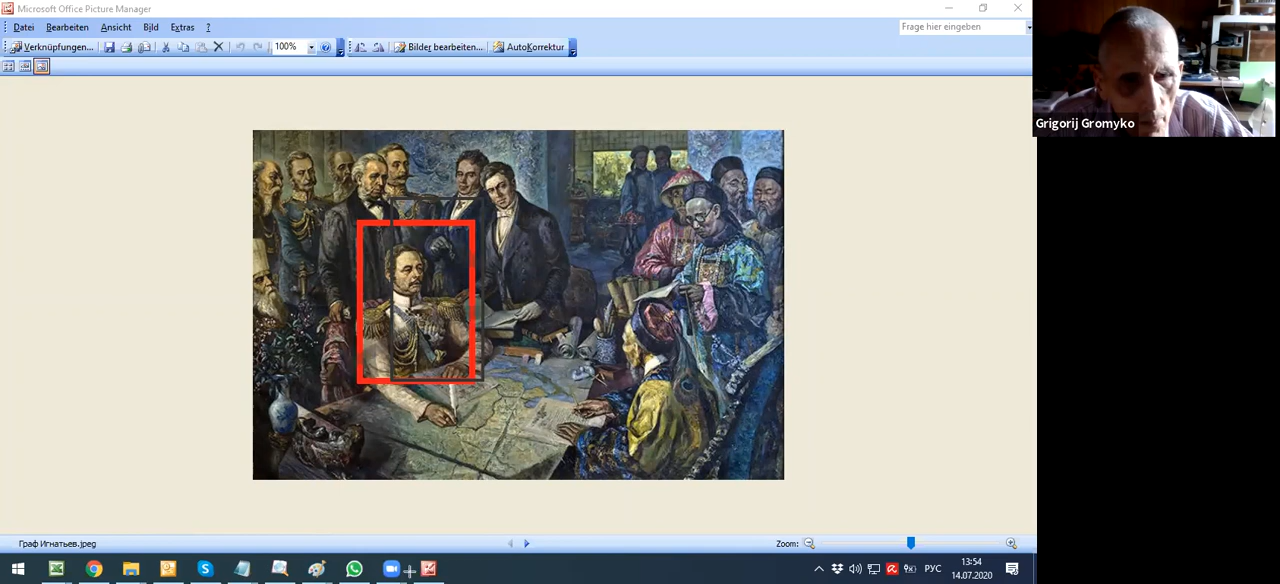 Microsoft Office Picture Manager
Datei Bearbeiten Ansicht Bild Extras ?
Frage hier eingeben
Verknüpfungen... 100% Bilder bearbeiten... AutoKorrektur
Grigorij Gromyko
Граф Игнатьев.jpeg
Zoom:
13:54
РУС
14.07.2020